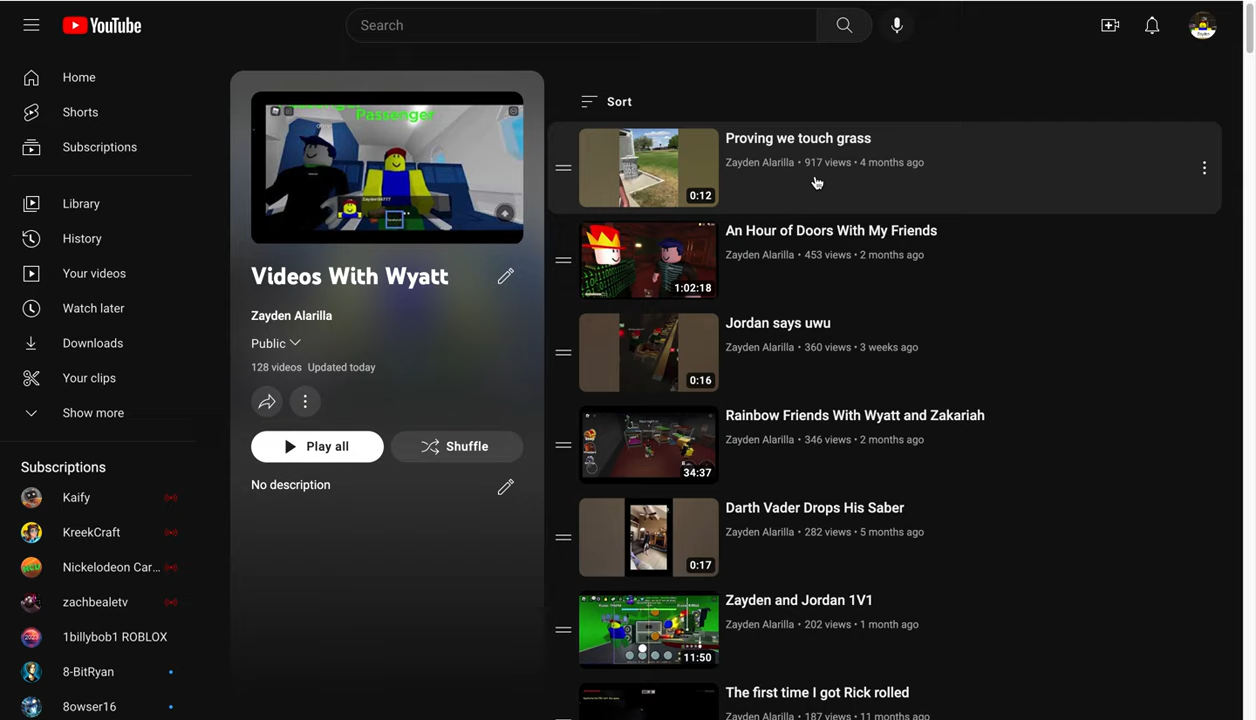 YouTube
Search
Home
Shorts
Subscriptions
Library
History
Your videos
Watch later
Downloads
Your clips
Show more
Subscriptions
Kaify
KreekCraft
Nickelodeon Car...
zachbealetv
1billybob1 ROBLOX
8-BitRyan
8owser16
Passenger
Videos With Wyatt
Zayden Alarilla
Public
128 videos Updated today
Play all
Shuffle
No description
Sort
Proving we touch grass
Zayden Alarilla • 917 views • 4 months ago
0:12
An Hour of Doors With My Friends
Zayden Alarilla • 453 views • 2 months ago
1:02:18
Jordan says uwu
Zayden Alarilla • 360 views • 3 weeks ago
0:16
Rainbow Friends With Wyatt and Zakariah
Zayden Alarilla • 346 views • 2 months ago
34:37
Darth Vader Drops His Saber
Zayden Alarilla • 282 views • 5 months ago
0:17
Zayden and Jordan 1V1
Zayden Alarilla • 202 views • 1 month ago
11:50
The first time I got Rick rolled
Zayden Alarilla • 187 views • 11 months ago